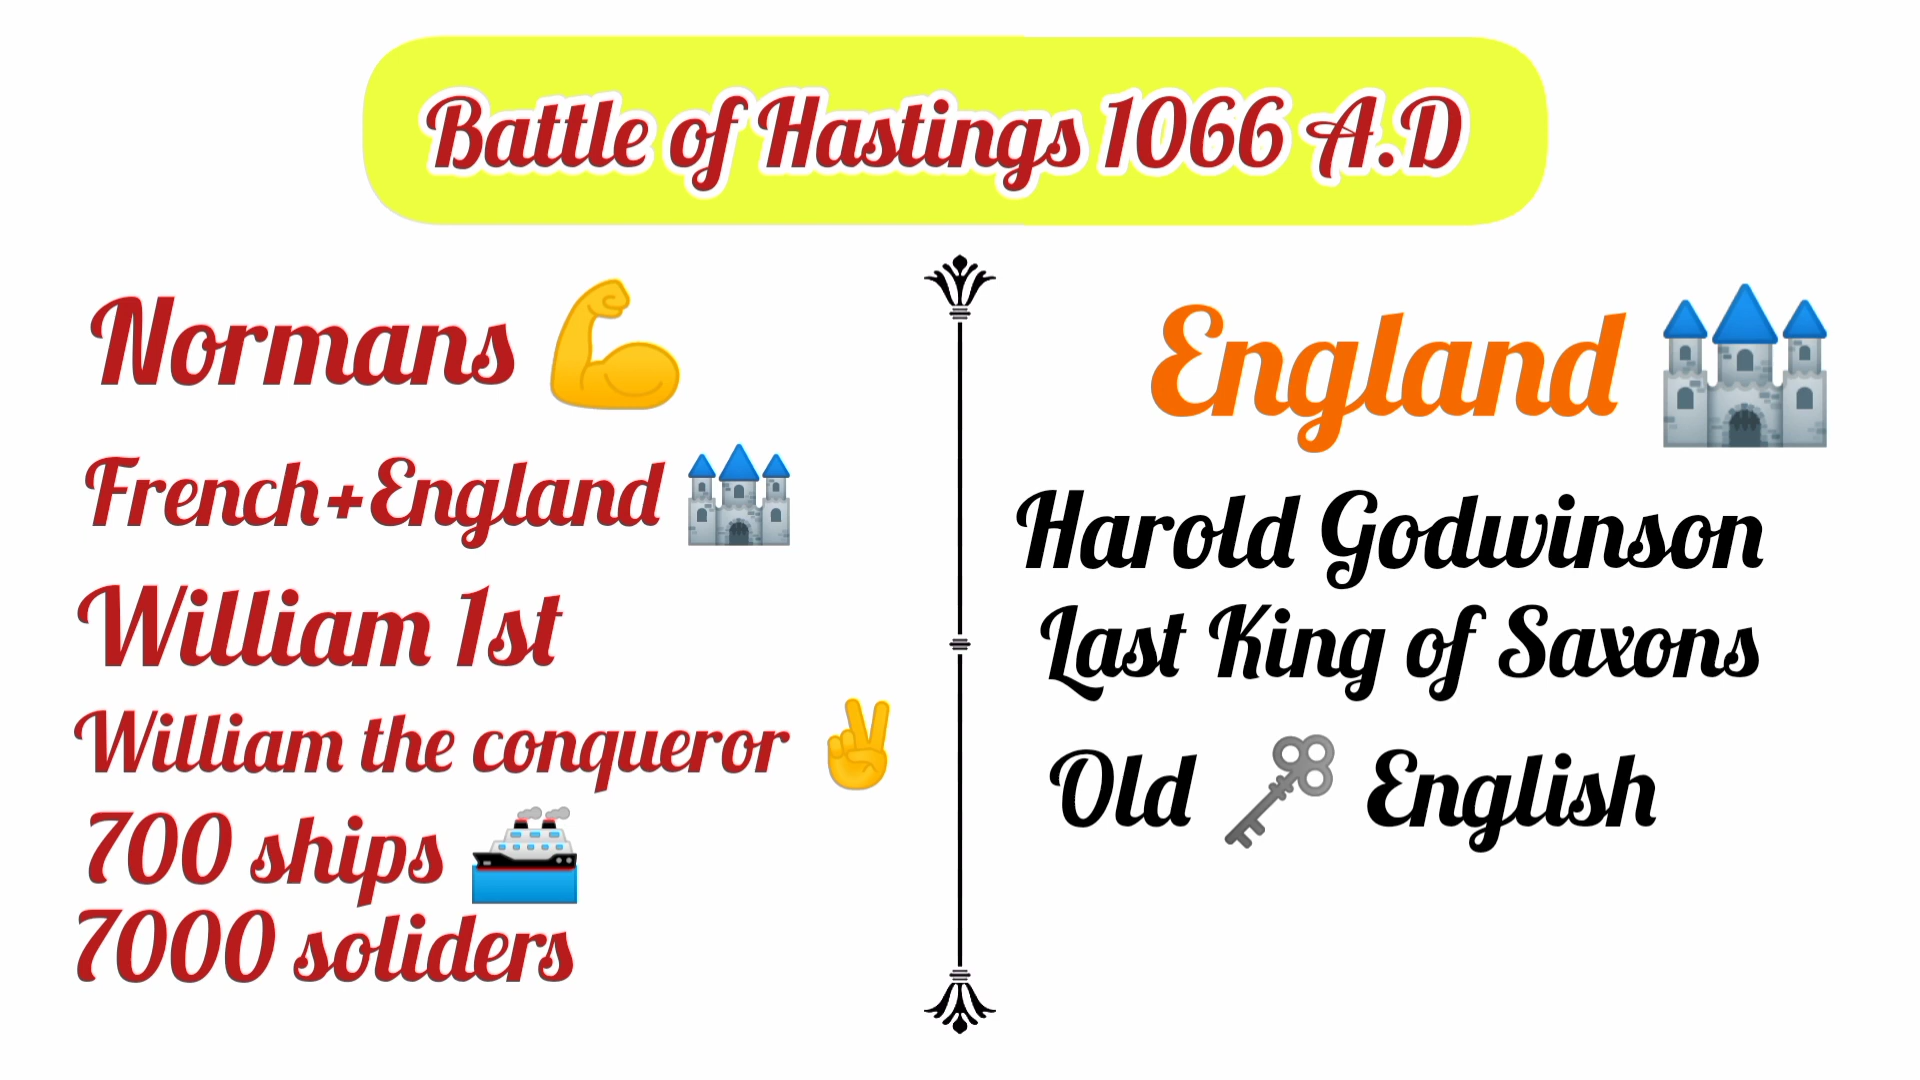 Battle of Hastings 1066 A.D
Normans 💪
French+England 🏰
William 1st
William the conqueror ✌
700 ships 🛳
7000 soliders
England 🏰
Harold Godwinson
Last King of Saxons
Old 🗝 English